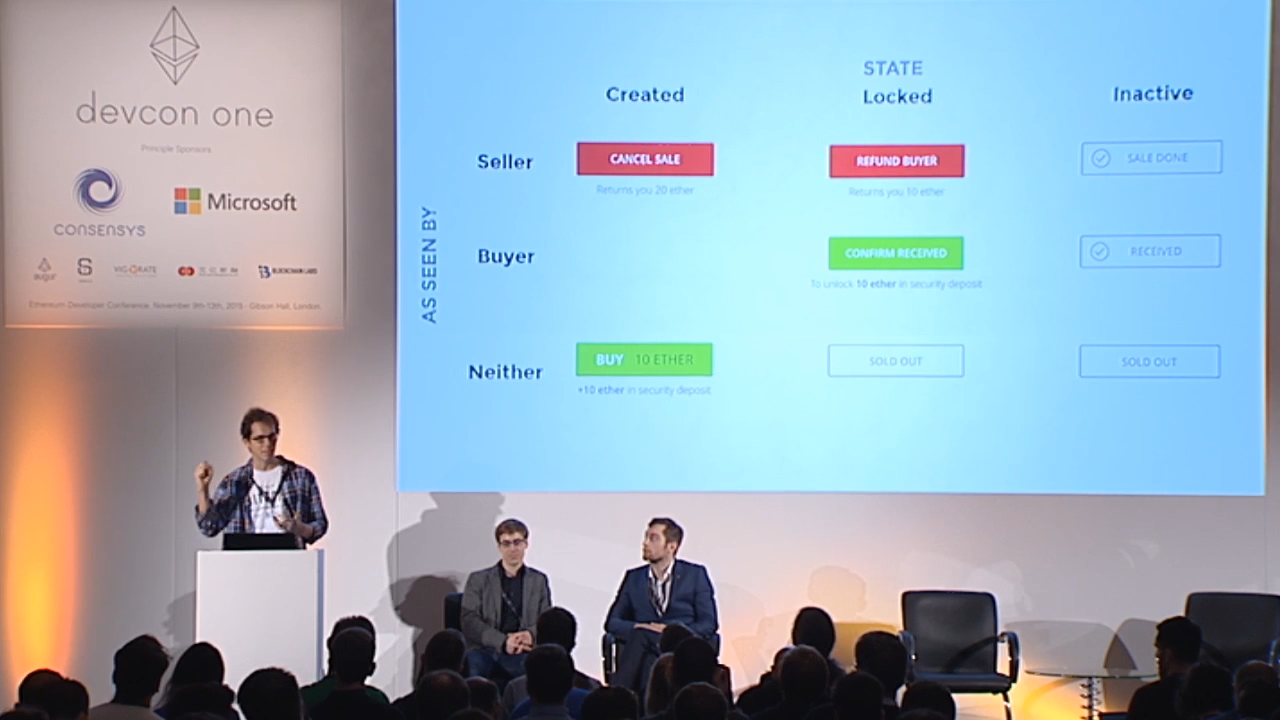 devcon one
Principle Sponsors
CONSENSYS
Microsoft
augur
BLOCKCHAIN LABS
Ethereum Developer Conference. November 9th-13th, 2015 - Gibson Hall, London.
STATE
Created
Locked
Inactive
AS SEEN BY
Seller
CANCEL SALE
Returns you 20 ether
REFUND BUYER
Returns you 10 ether
SALE DONE
Buyer
CONFIRM RECEIVED
To unlock 10 ether in security deposit
RECEIVED
Neither
BUY 10 ETHER
+10 ether in security deposit
SOLD OUT
SOLD OUT